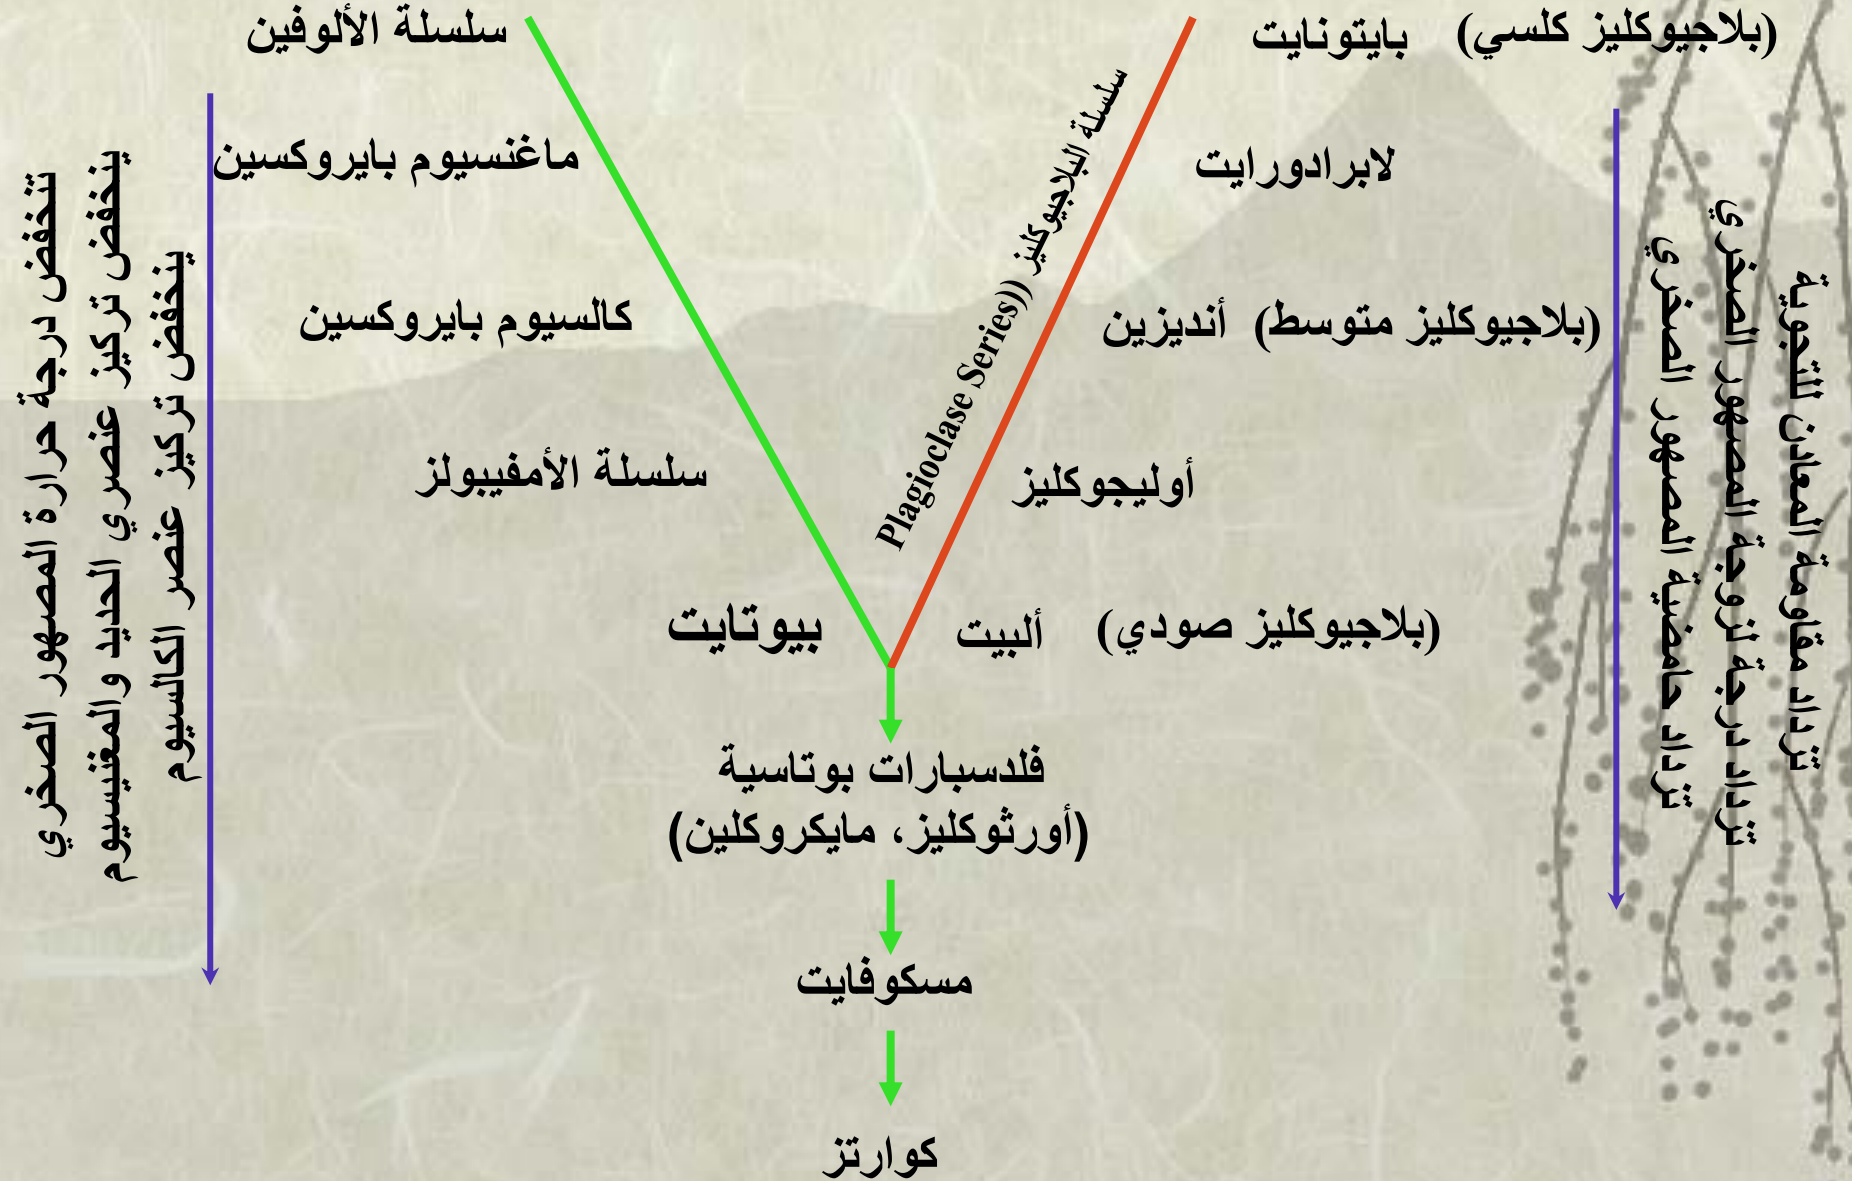 (بلاجيوكليز كلسي) بايتونايت
سلسلة الألوفين
لابرادورايت
ماغنسيوم بايروكسين
(بلاجيوكليز متوسط) أنديزين
كالسيوم بايروكسين
أوليجوكليز
سلسلة الأمفيبولز
(بلاجيوكليز صودي) ألبيت
بيوتايت
سلسلة البلاجيوكليز ((Plagioclase Series
فلدسبارات بوتاسية
(أورثوكليز، مايكروكلين)
مسكوفايت
كوارتز
تزداد مقاومة المعادن للتجوية
تزداد درجة لزوجة المصهور الصخري
تزداد حامضية المصهور الصخري
ينخفض تركيز عنصر الكالسيوم
ينخفض تركيز عنصري الحديد والمغنيسيوم
تنخفض درجة حرارة المصهور الصخري